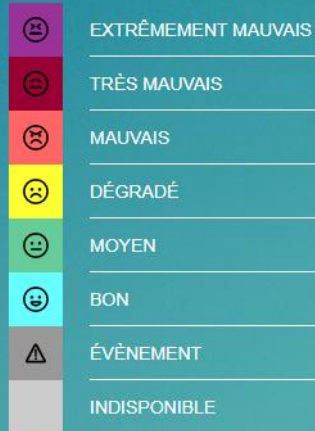 EXTRÊMEMENT MAUVAIS
TRÈS MAUVAIS
MAUVAIS
DÉGRADÉ
MOYEN
BON
ÉVÈNEMENT
INDISPONIBLE